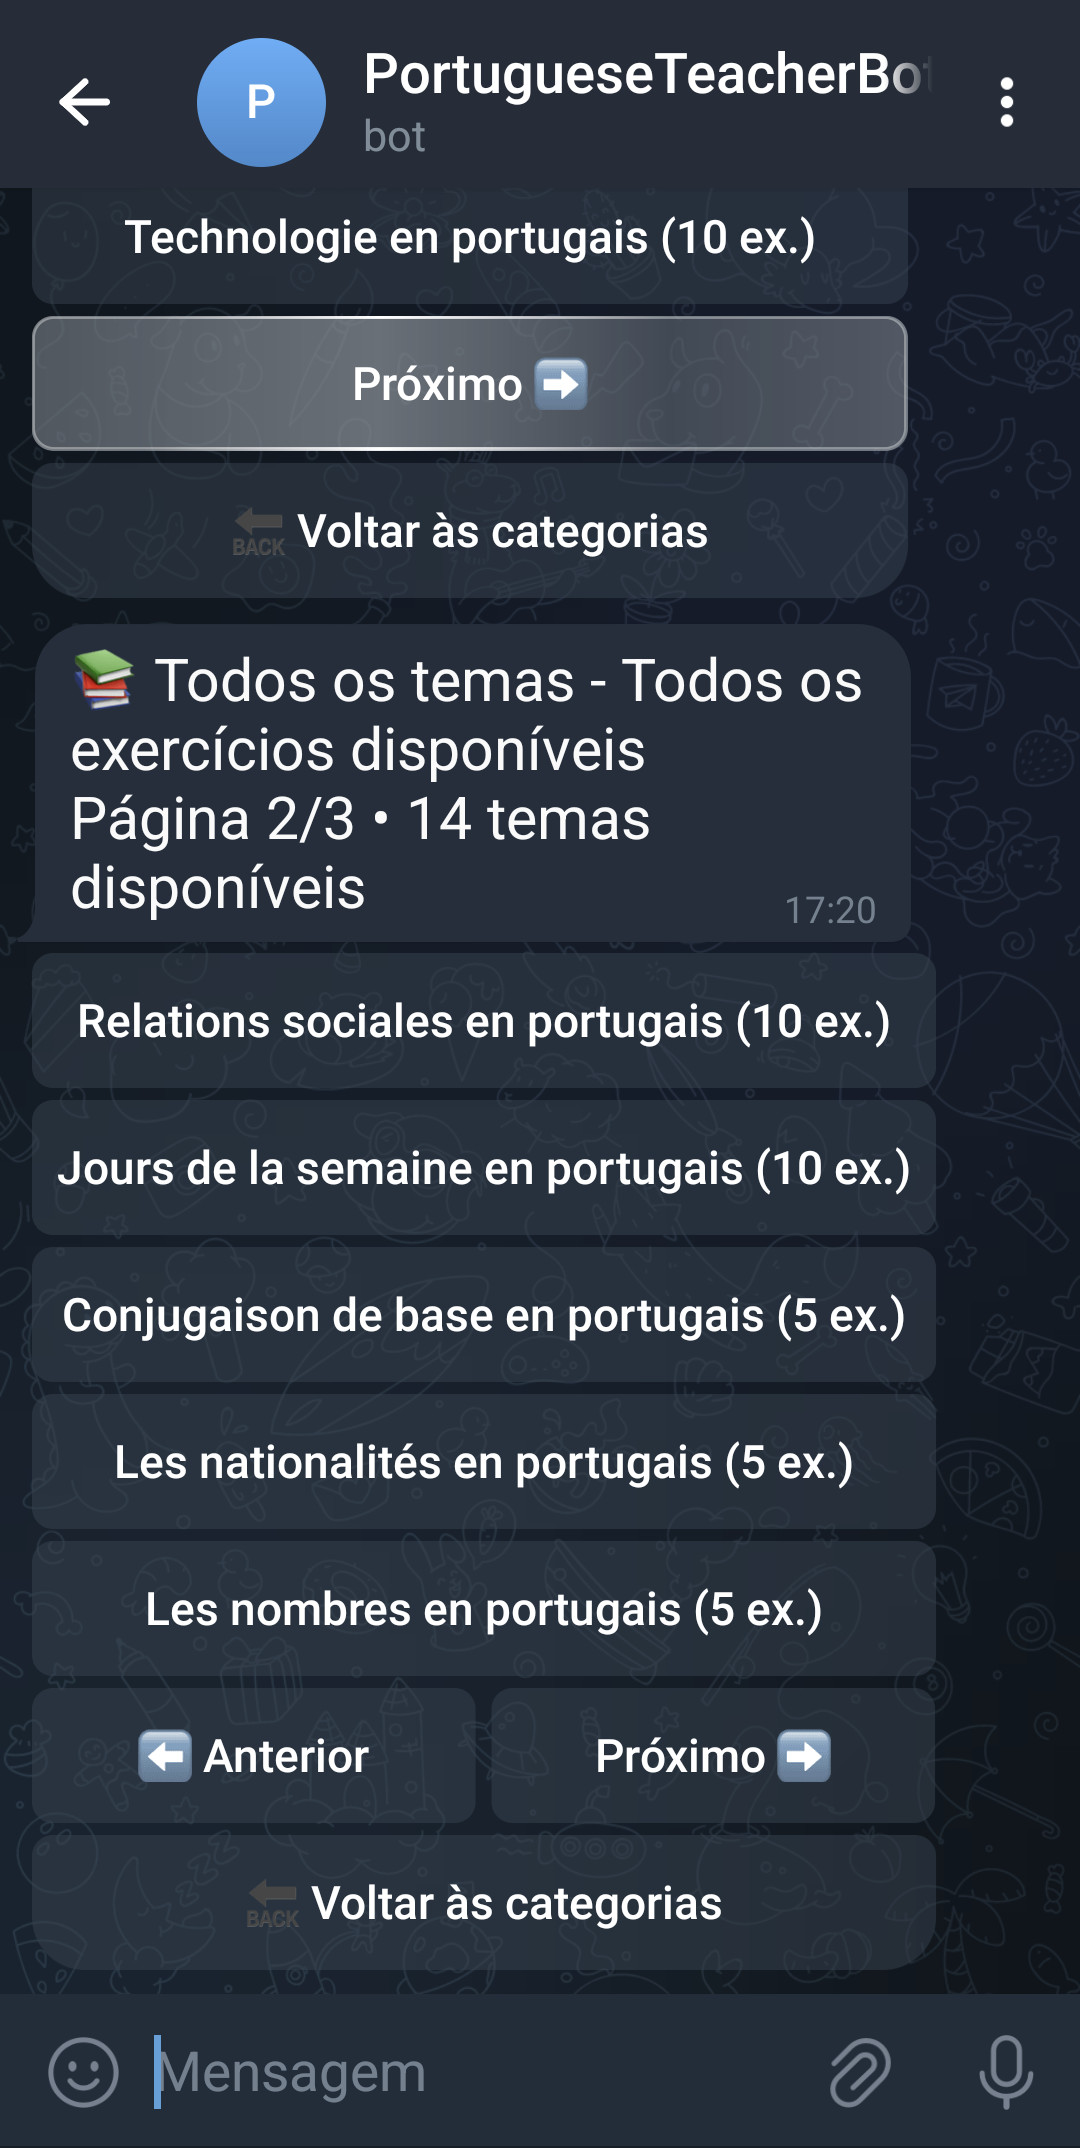 P
PortugueseTeacherBot
bot
Technologie en portugais (10 ex.)
Próximo ➡️
🔙 Voltar às categorias
📚 Todos os temas - Todos os
exercícios disponíveis
Página 2/3 • 14 temas
disponíveis
17:20
Relations sociales en portugais (10 ex.)
Jours de la semaine en portugais (10 ex.)
Conjugaison de base en portugais (5 ex.)
Les nationalités en portugais (5 ex.)
Les nombres en portugais (5 ex.)
⬅️ Anterior
Próximo ➡️
🔙 Voltar às categorias
Mensagem